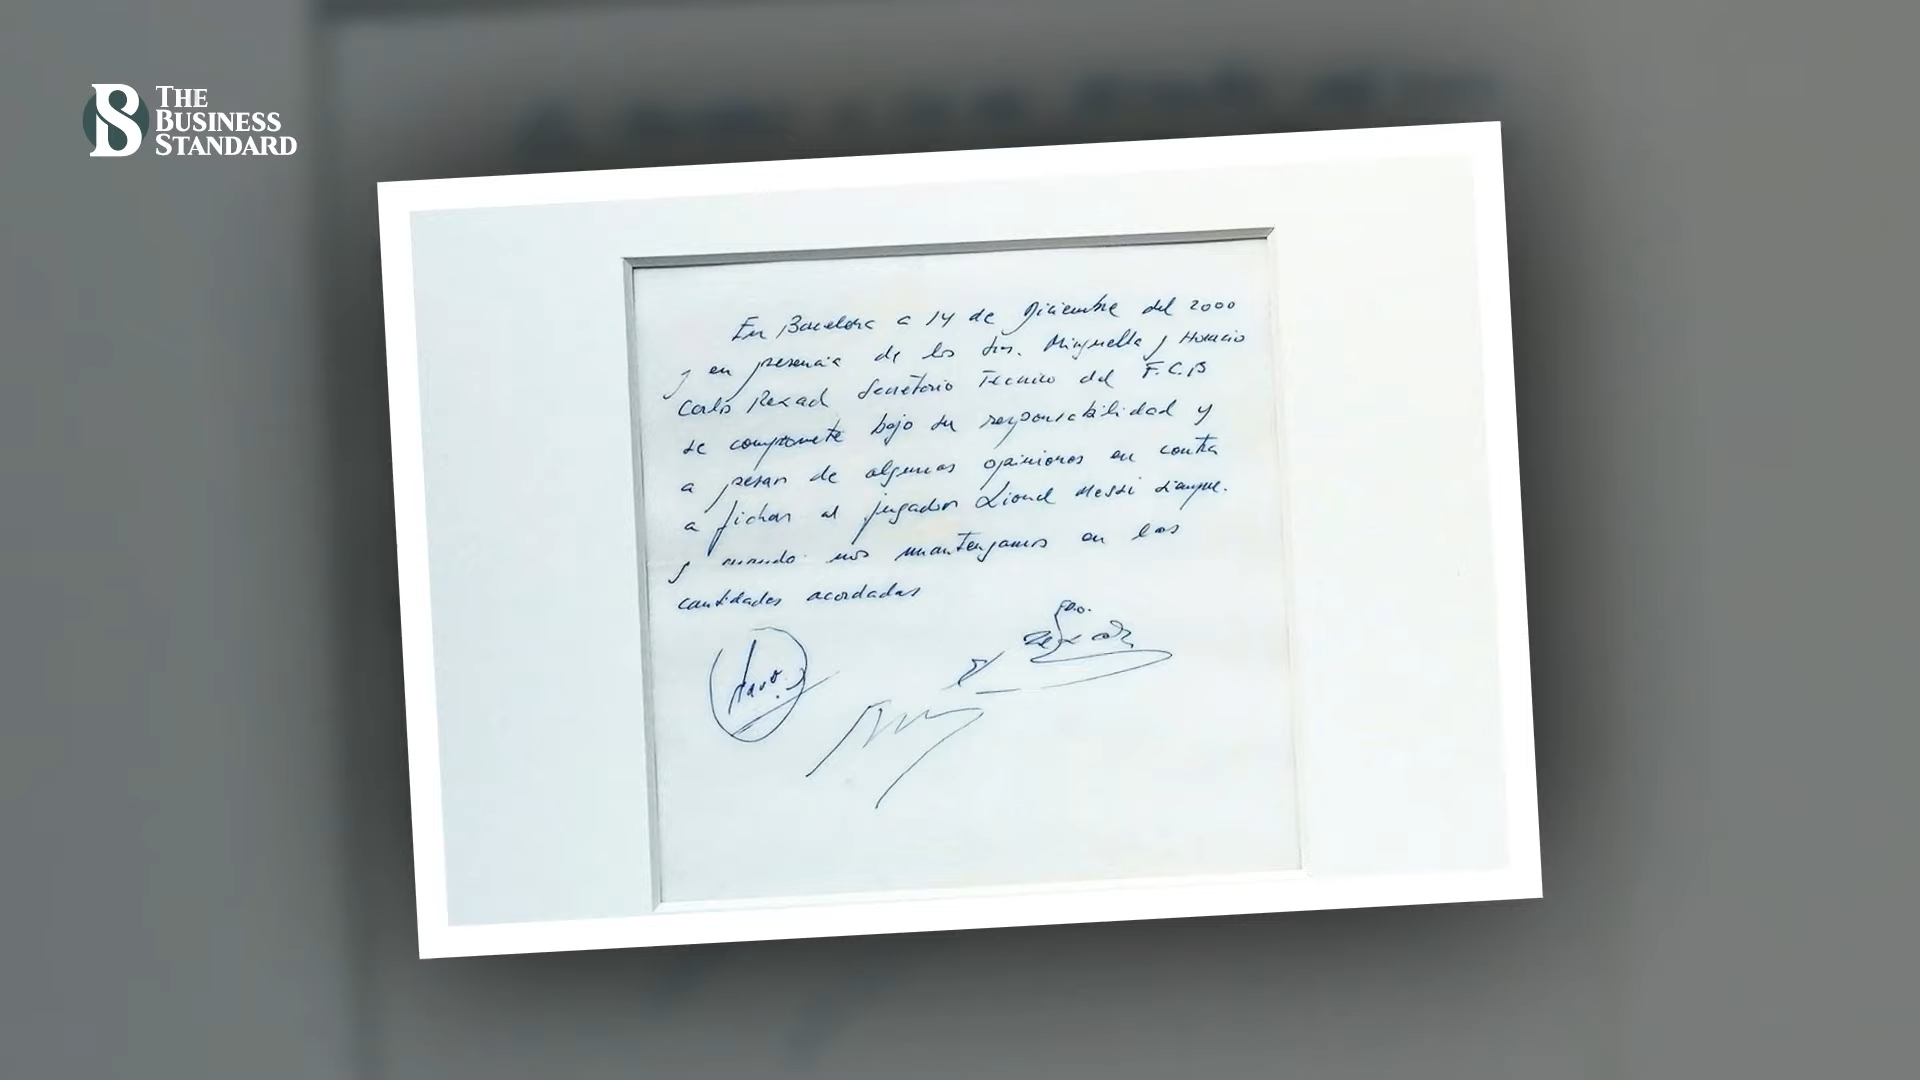 THE
BUSINESS
STANDARD
En Barcelona a 14 de Diciembre del 2000
y en presencia de los Srs. Minguella y Horacio
Carlos Rexach Secretario Tecnico del F.C.B
se compromete bajo su responsabilidad y
a pesar de algunas opiniones en contra
a fichar al jugador Lionel Messi siempre.
y cuando nos mantengamos en las
cantidades acordadas